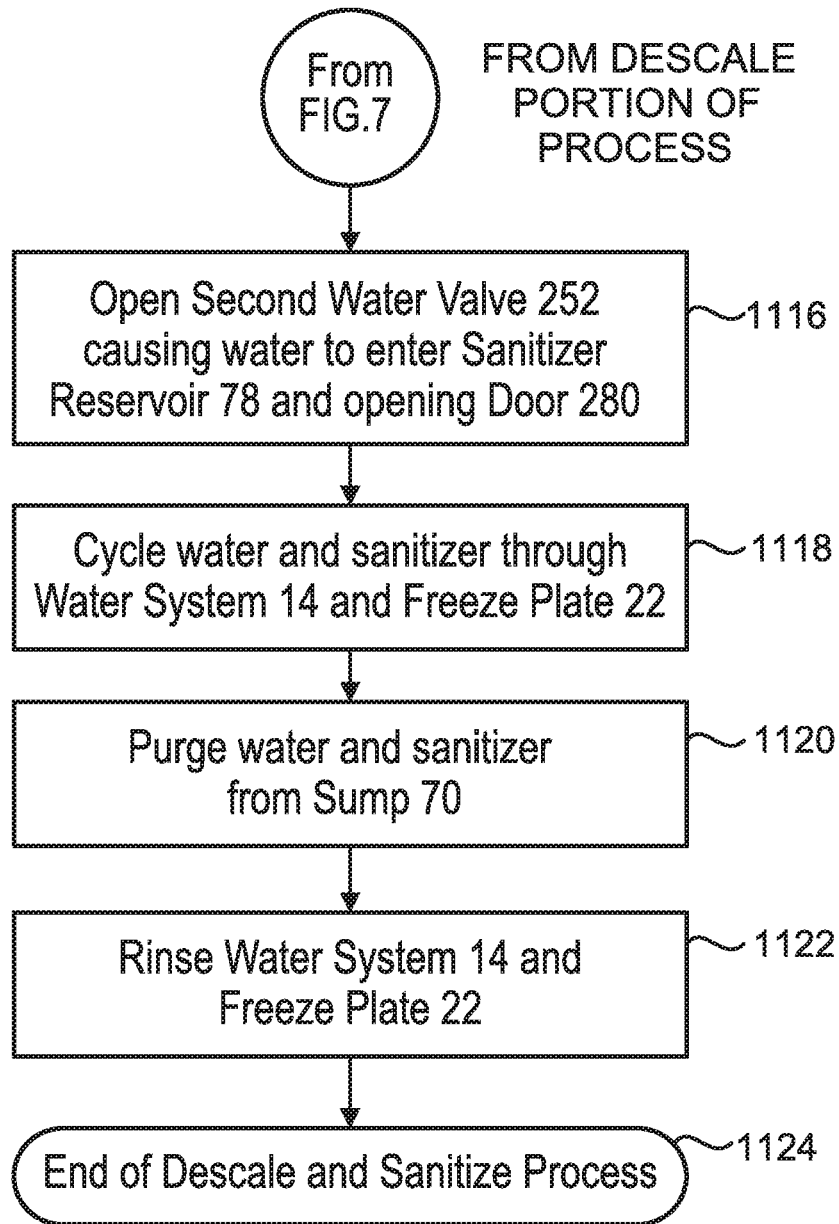 From
FIG.7
FROM DESCALE
PORTION OF
PROCESS
Open Second Water Valve 252
causing water to enter Sanitizer
Reservoir 78 and opening Door 280
1116
Cycle water and sanitizer through
Water System 14 and Freeze Plate 22
1118
Purge water and sanitizer
from Sump 70
1120
Rinse Water System 14 and
Freeze Plate 22
1122
End of Descale and Sanitize Process
1124